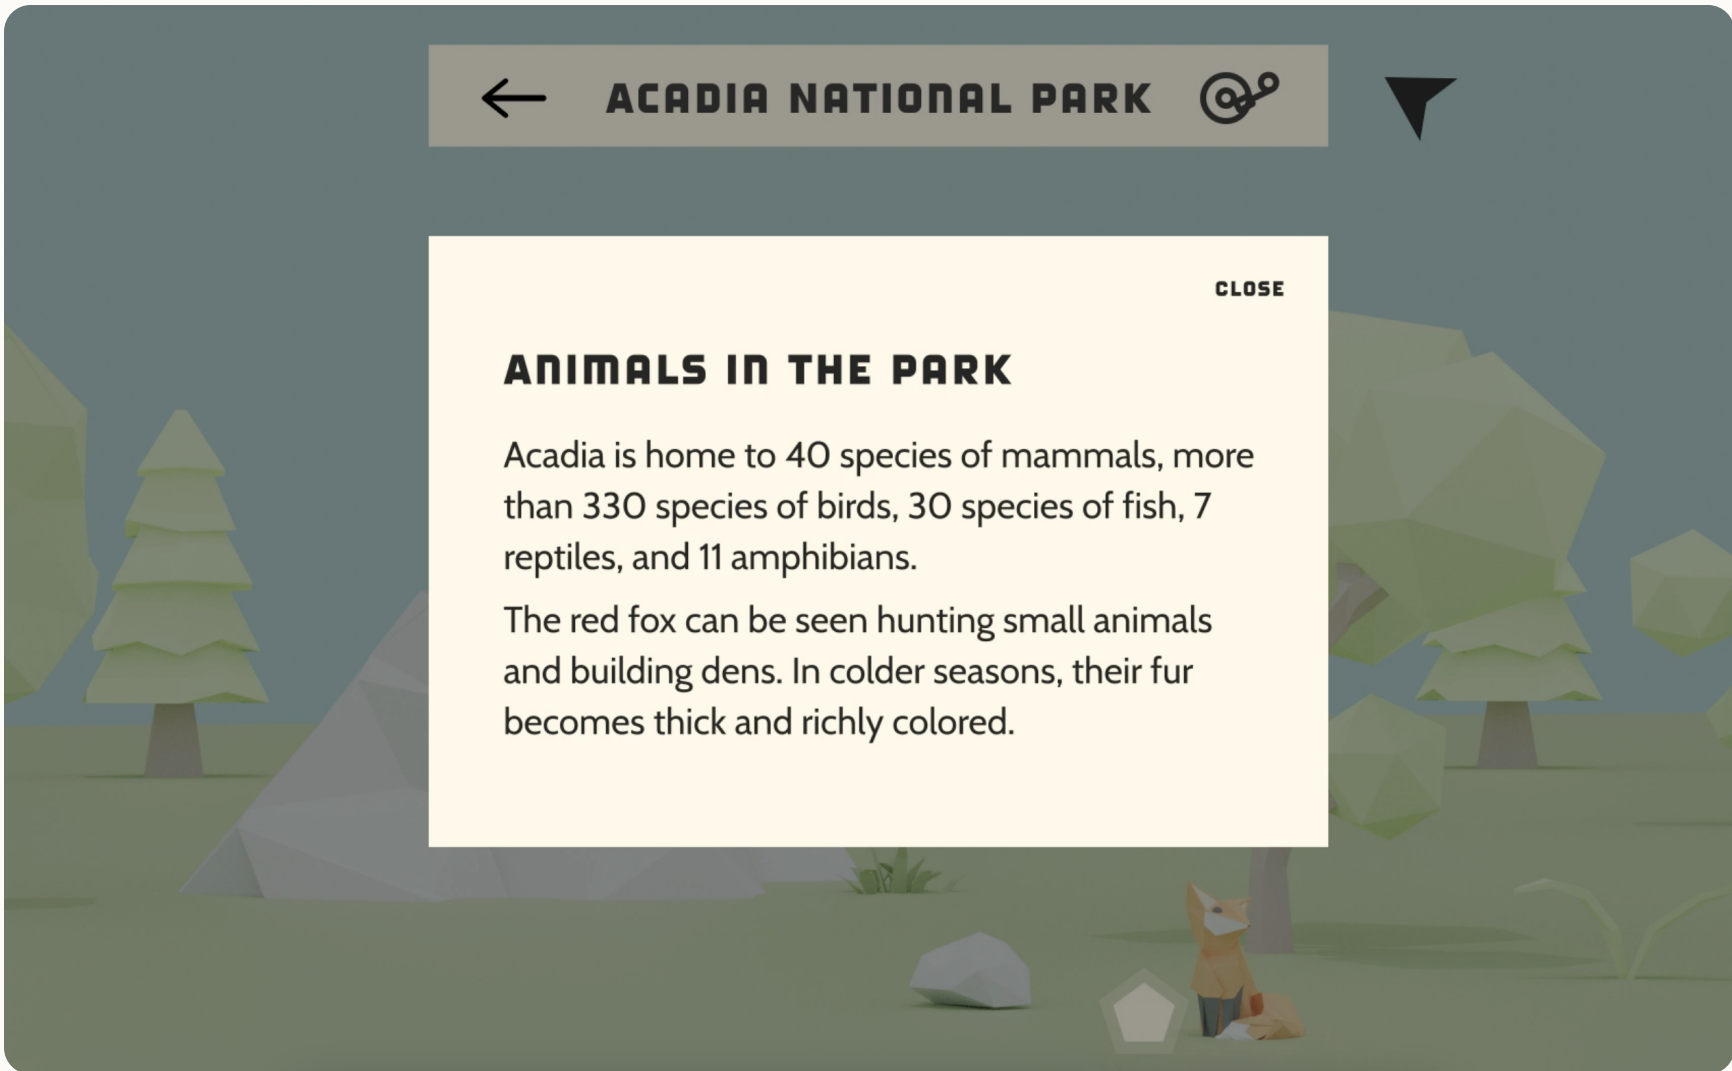 ACADIA NATIONAL PARK
CLOSE
ANIMALS IN THE PARK
Acadia is home to 40 species of mammals, more
than 330 species of birds, 30 species of fish, 7
reptiles, and 11 amphibians.
The red fox can be seen hunting small animals
and building dens. In colder seasons, their fur
becomes thick and richly colored.